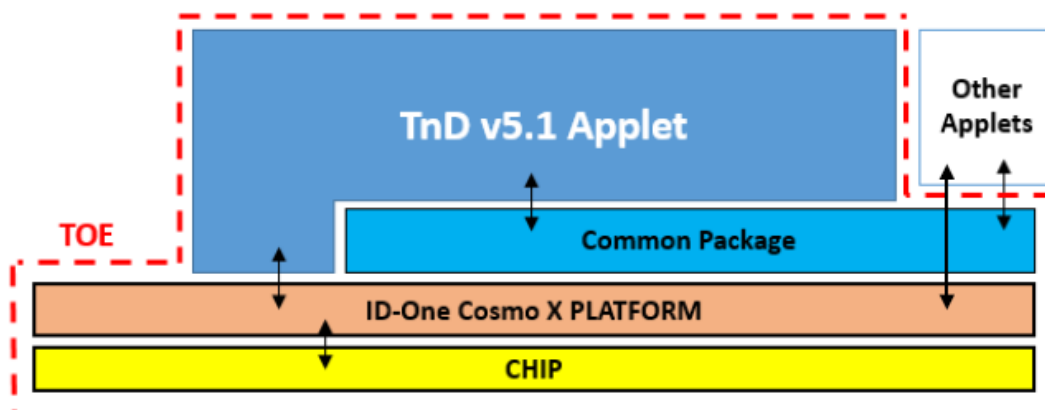 TnD v5.1 Applet
Other
Applets
TOE
Common Package
ID-One Cosmo X PLATFORM
CHIP